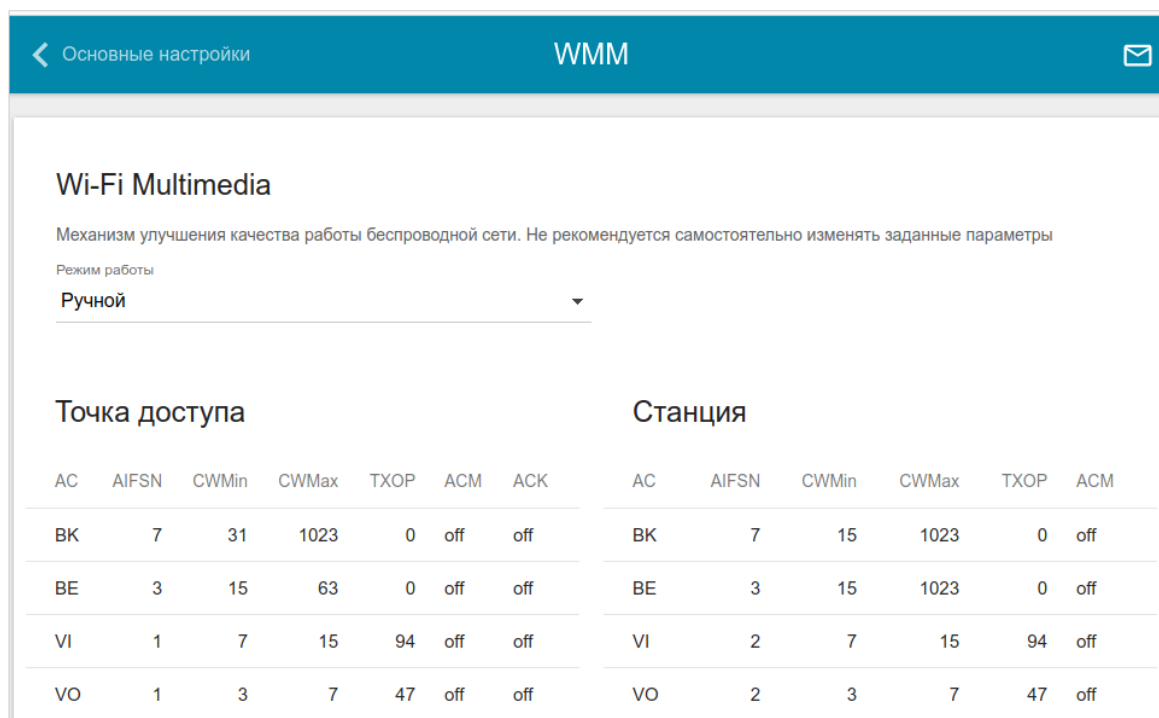 Основные настройки WMM
Wi-Fi Multimedia
Механизм улучшения качества работы беспроводной сети. Не рекомендуется самостоятельно изменять заданные параметры
Режим работы
Ручной
Точка доступа
AC AIFSN CWMin CWMax TXOP ACM ACK
BK 7 31 1023 0 off off
BE 3 15 63 0 off off
VI 1 7 15 94 off off
VO 1 3 7 47 off off
Станция
AC AIFSN CWMin CWMax TXOP ACM
BK 7 15 1023 0 off
BE 3 15 1023 0 off
VI 2 7 15 94 off
VO 2 3 7 47 off